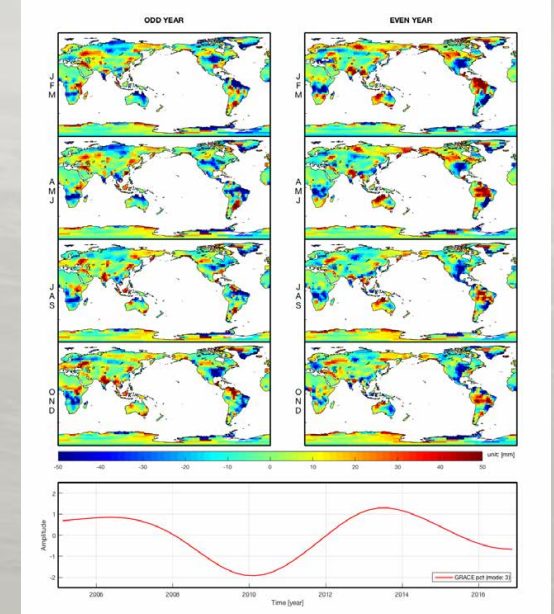 ODD YEAR
EVEN YEAR
J
F
M
J
F
M
A
M
J
A
M
J
J
A
S
J
A
S
O
N
D
O
N
D
-50 -40 -30 -20 -10 0 10 20 30 40 50 unit: [mm]
2
1
0
-1
-2
Amplitude
GRACE pct (mode: 3)
2006 2008 2010 2012 2014 2016
Time [year]